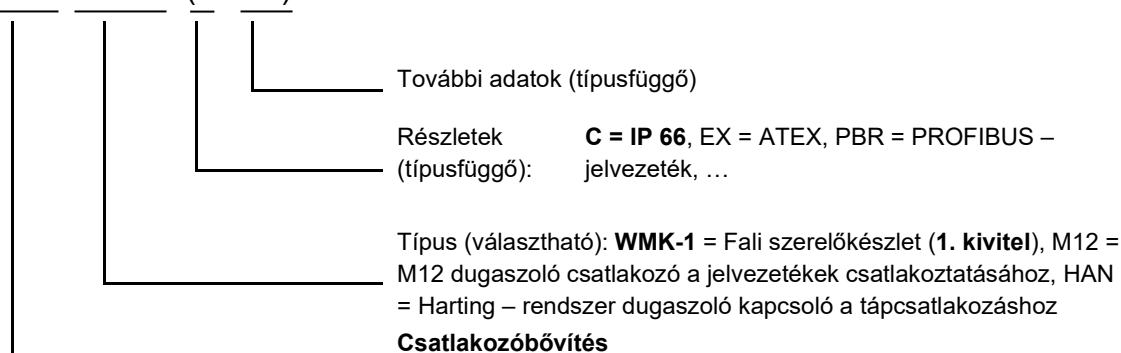 További adatok (típusfüggő)
Részletek C = IP 66, EX = ATEX, PBR = PROFIBUS –
(típusfüggő): jelvezeték, …
Típus (választható): WMK-1 = Fali szerelőkészlet (1. kivitel), M12 =
M12 dugaszoló csatlakozó a jelvezetékek csatlakoztatásához, HAN
= Harting – rendszer dugaszoló kapcsoló a tápcsatlakozáshoz
Csatlakozóbővítés